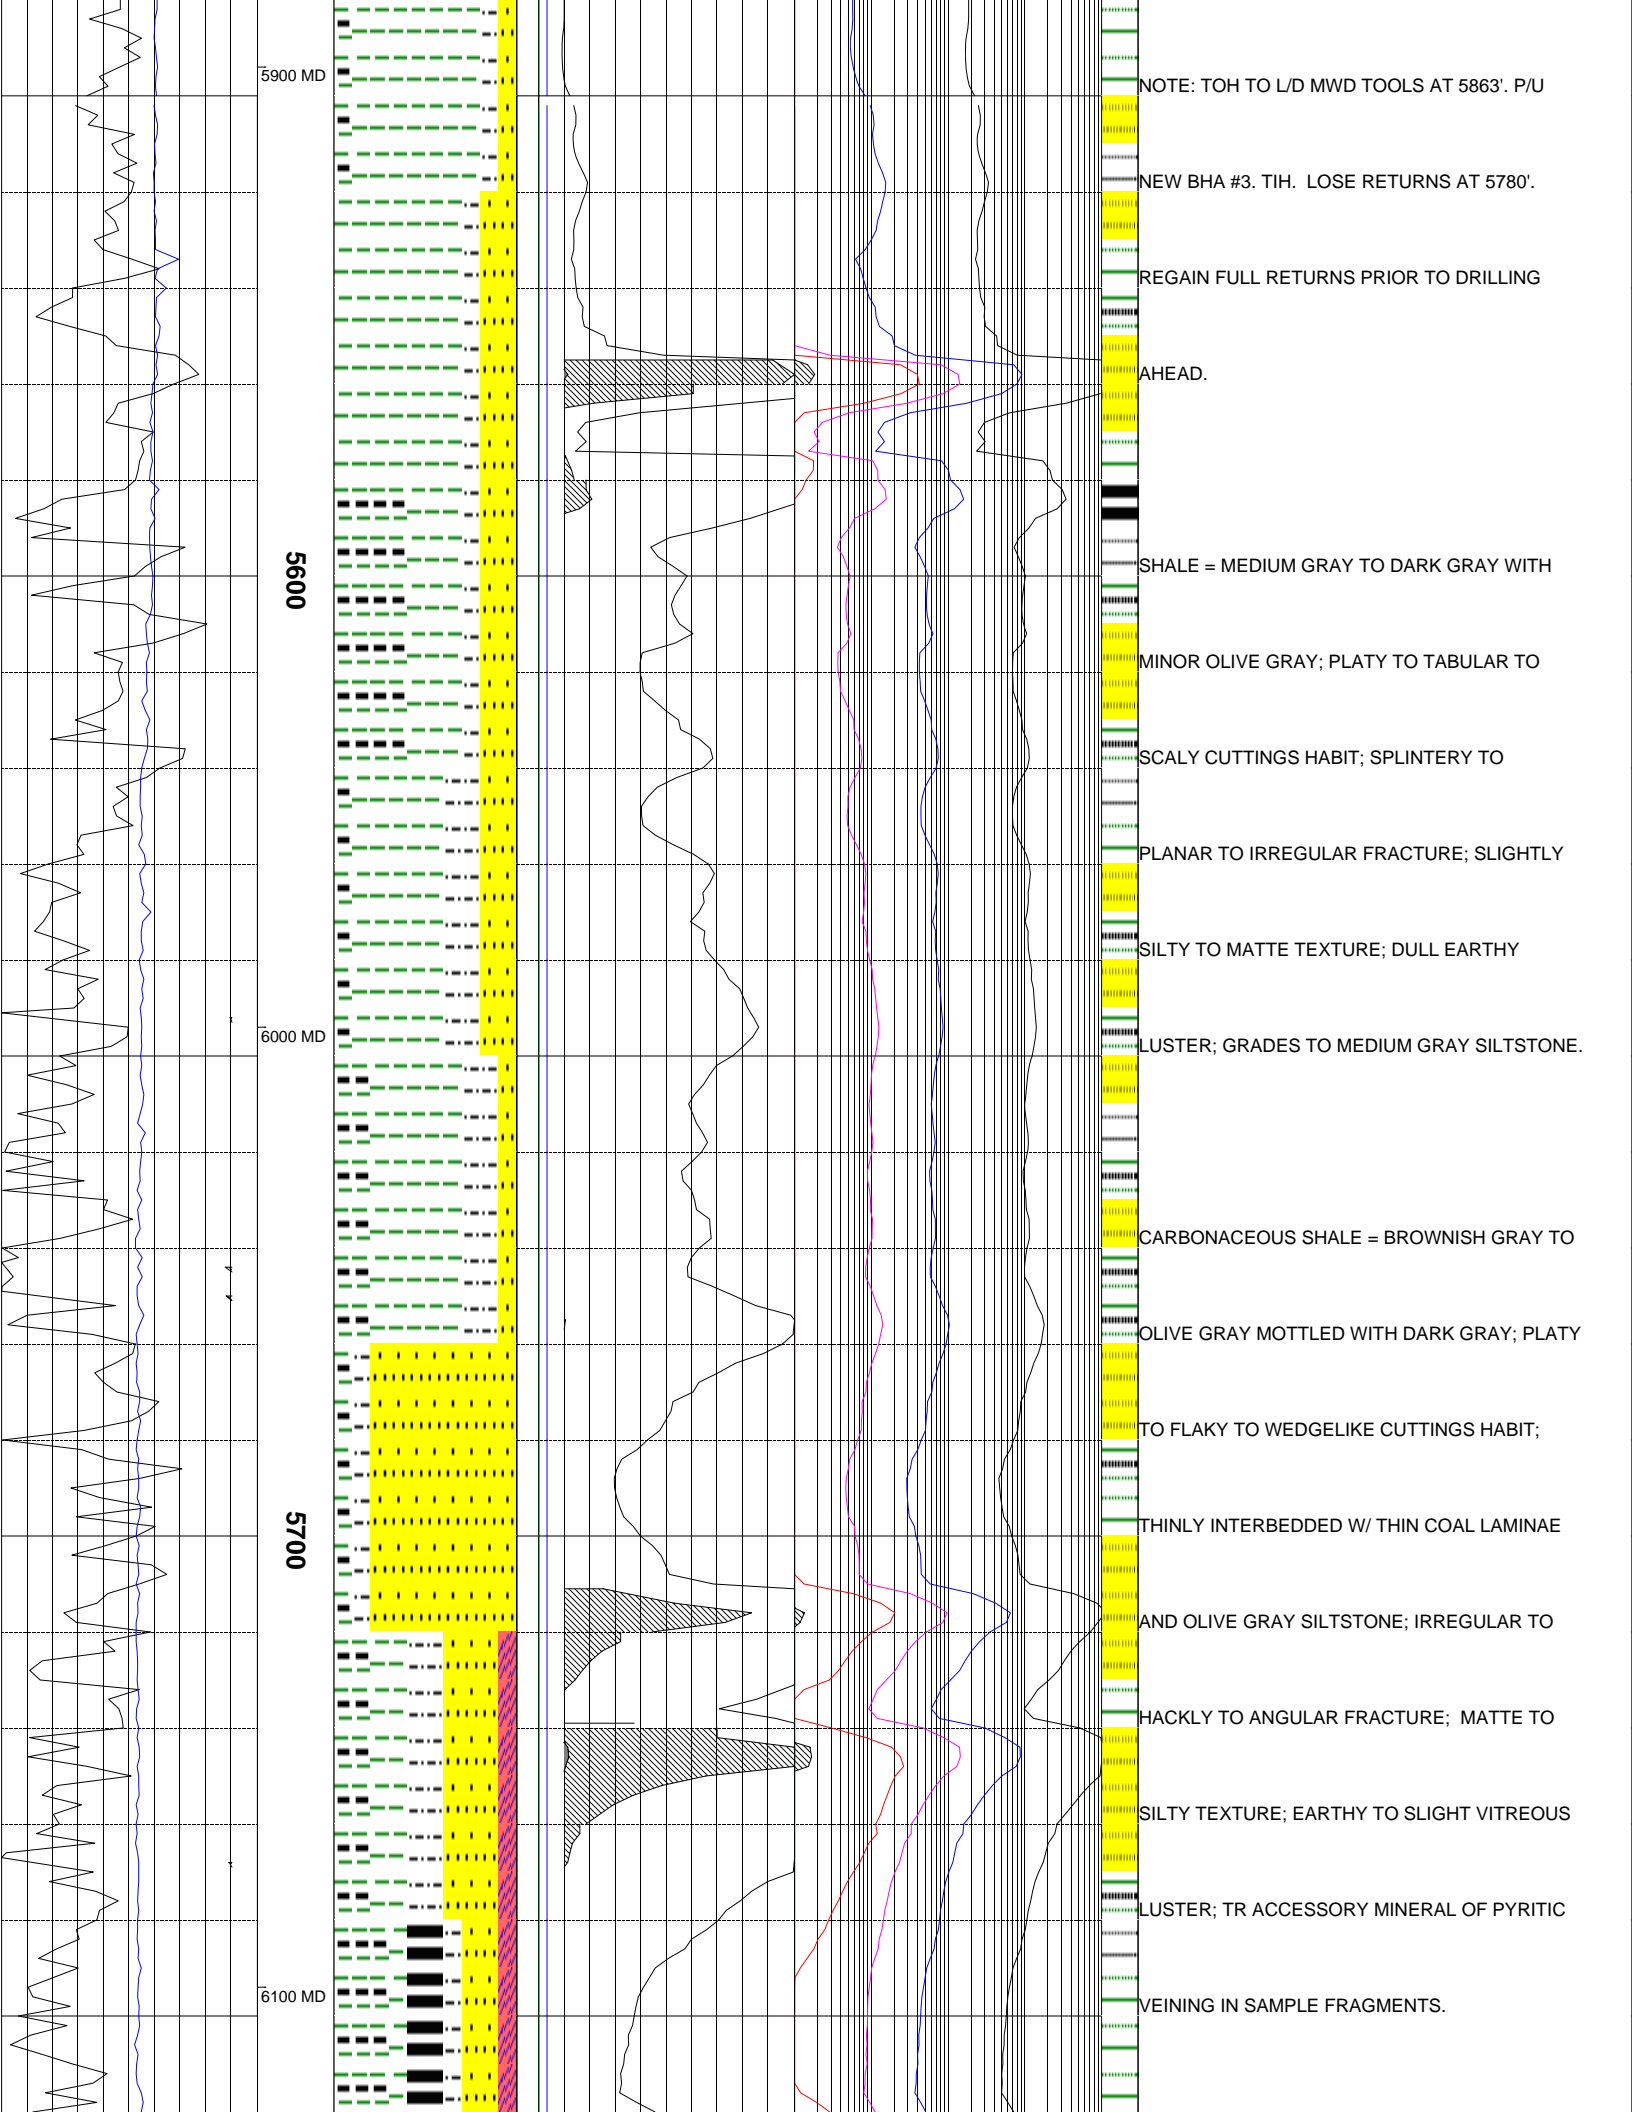 5900 MD
NOTE: TOH TO L/D MWD TOOLS AT 5863'. P/U
NEW BHA #3. TIH.  LOSE RETURNS AT 5780'.
REGAIN FULL RETURNS PRIOR TO DRILLING
AHEAD.
5600
SHALE = MEDIUM GRAY TO DARK GRAY WITH
MINOR OLIVE GRAY; PLATY TO TABULAR TO
SCALY CUTTINGS HABIT; SPLINTERY TO
PLANAR TO IRREGULAR FRACTURE; SLIGHTLY
SILTY TO MATTE TEXTURE; DULL EARTHY
6000 MD
LUSTER; GRADES TO MEDIUM GRAY SILTSTONE.
CARBONACEOUS SHALE = BROWNISH GRAY TO
OLIVE GRAY MOTTLED WITH DARK GRAY; PLATY
TO FLAKY TO WEDGELIKE CUTTINGS HABIT;
5700
THINLY INTERBEDDED W/ THIN COAL LAMINAE
AND OLIVE GRAY SILTSTONE; IRREGULAR TO
HACKLY TO ANGULAR FRACTURE;  MATTE TO
SILTY TEXTURE; EARTHY TO SLIGHT VITREOUS
LUSTER; TR ACCESSORY MINERAL OF PYRITIC
6100 MD
VEINING IN SAMPLE FRAGMENTS.